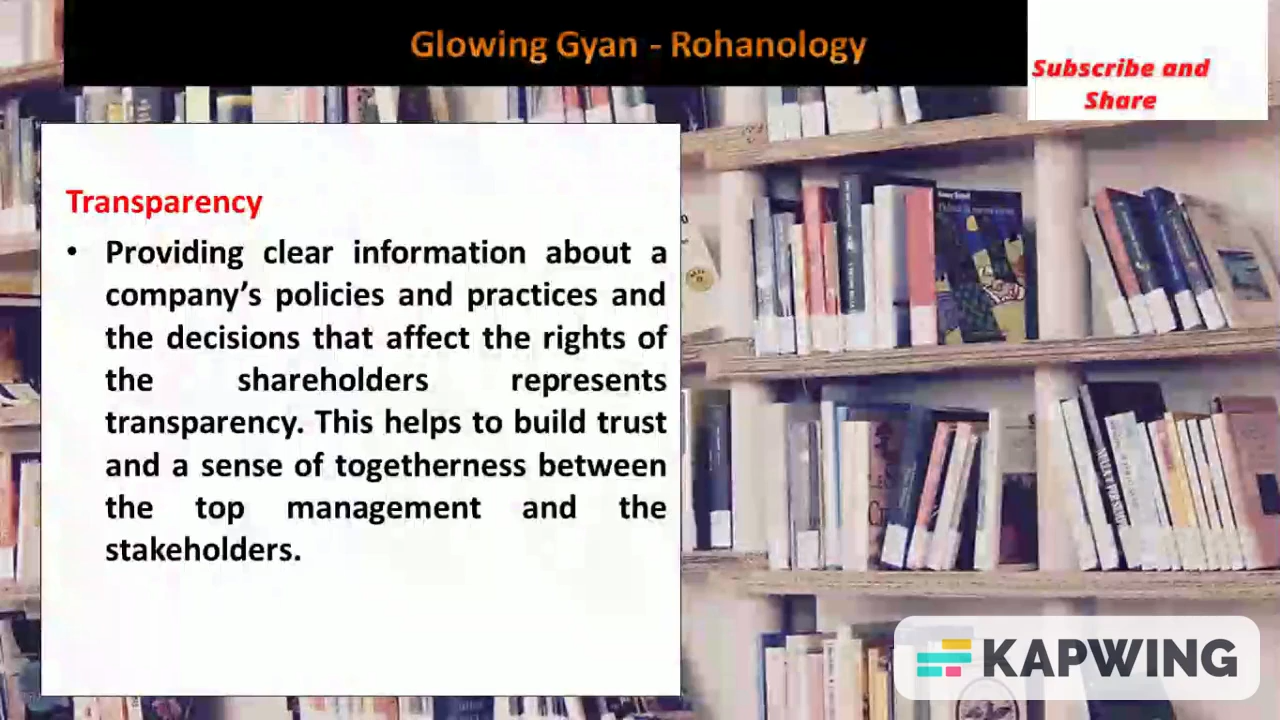 Glowing Gyan - Rohanology
Subscribe and
Share
Transparency
• Providing clear information about a
company’s policies and practices and
the decisions that affect the rights of
the shareholders represents
transparency. This helps to build trust
and a sense of togetherness between
the top management and the
stakeholders.
KAPWING